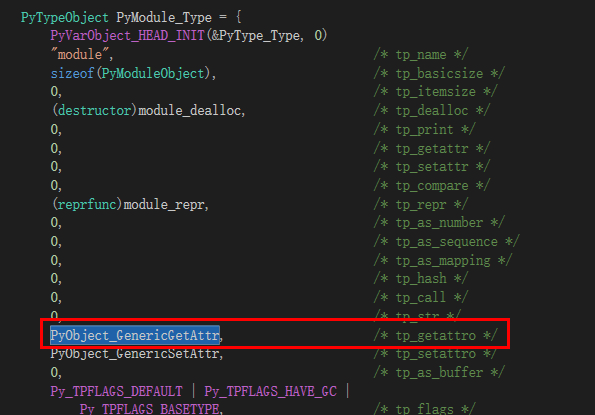 PyTypeObject PyModule_Type = {
PyVarObject_HEAD_INIT(&PyType_Type, 0)
"module", /* tp_name */
sizeof(PyModuleObject), /* tp_basicsize */
0, /* tp_itemsize */
(destructor)module_dealloc, /* tp_dealloc */
0, /* tp_print */
0, /* tp_getattr */
0, /* tp_setattr */
0, /* tp_compare */
(reprfunc)module_repr, /* tp_repr */
0, /* tp_as_number */
0, /* tp_as_sequence */
0, /* tp_as_mapping */
0, /* tp_hash */
0, /* tp_call */
0, /* tp_str */
PyObject_GenericGetAttr, /* tp_getattro */
PyObject_GenericSetAttr, /* tp_setattro */
0, /* tp_as_buffer */
Py_TPFLAGS_DEFAULT | Py_TPFLAGS_HAVE_GC |
Py_TPFLAGS_BASETYPE, /* tp_flags */